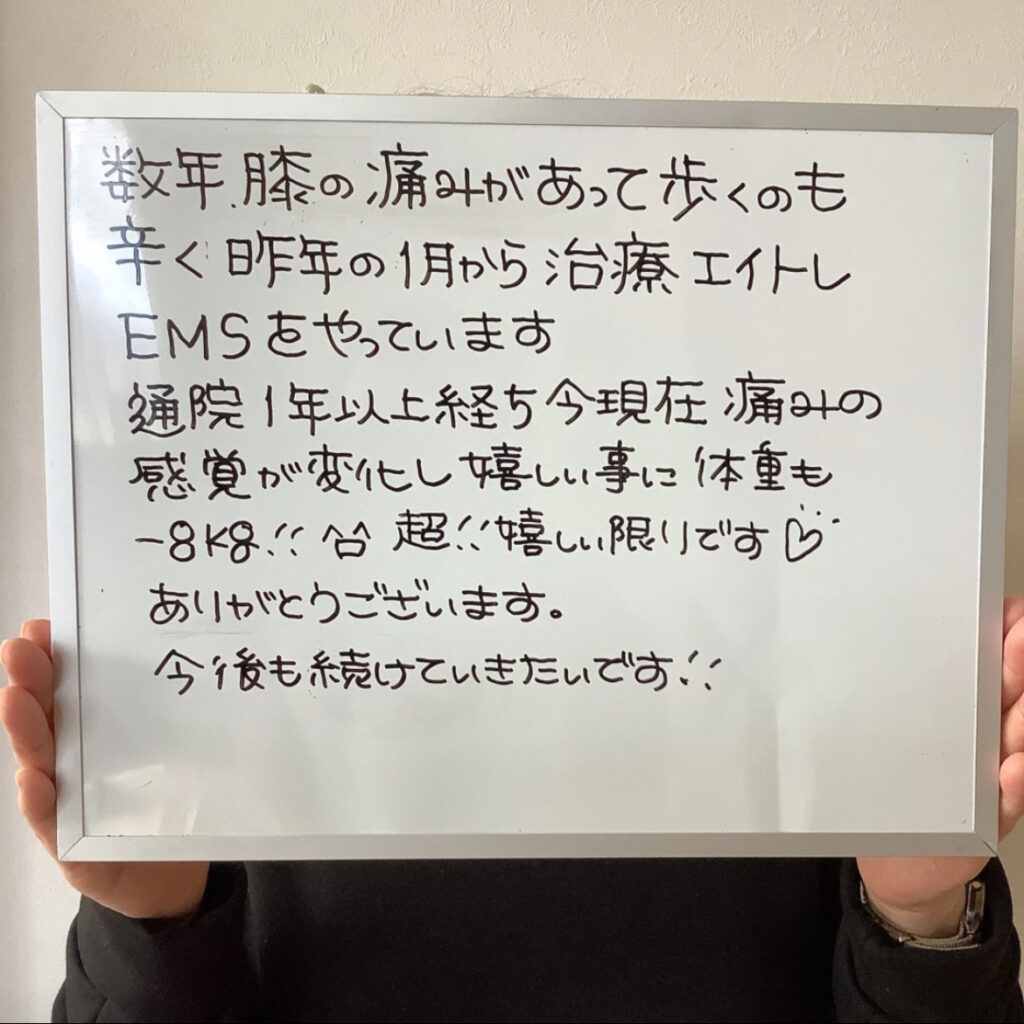 数年、膝の痛みがあって歩くのも
辛く昨年の1月から治療エイトレ
EMSをやっています
通院1年以上経ち今現在痛みの
感覚が変化し嬉しい事に体重も
-8Kg!! ^^ 超!!嬉しい限りです♡
ありがとうございます。
今後も続けていきたいです!!